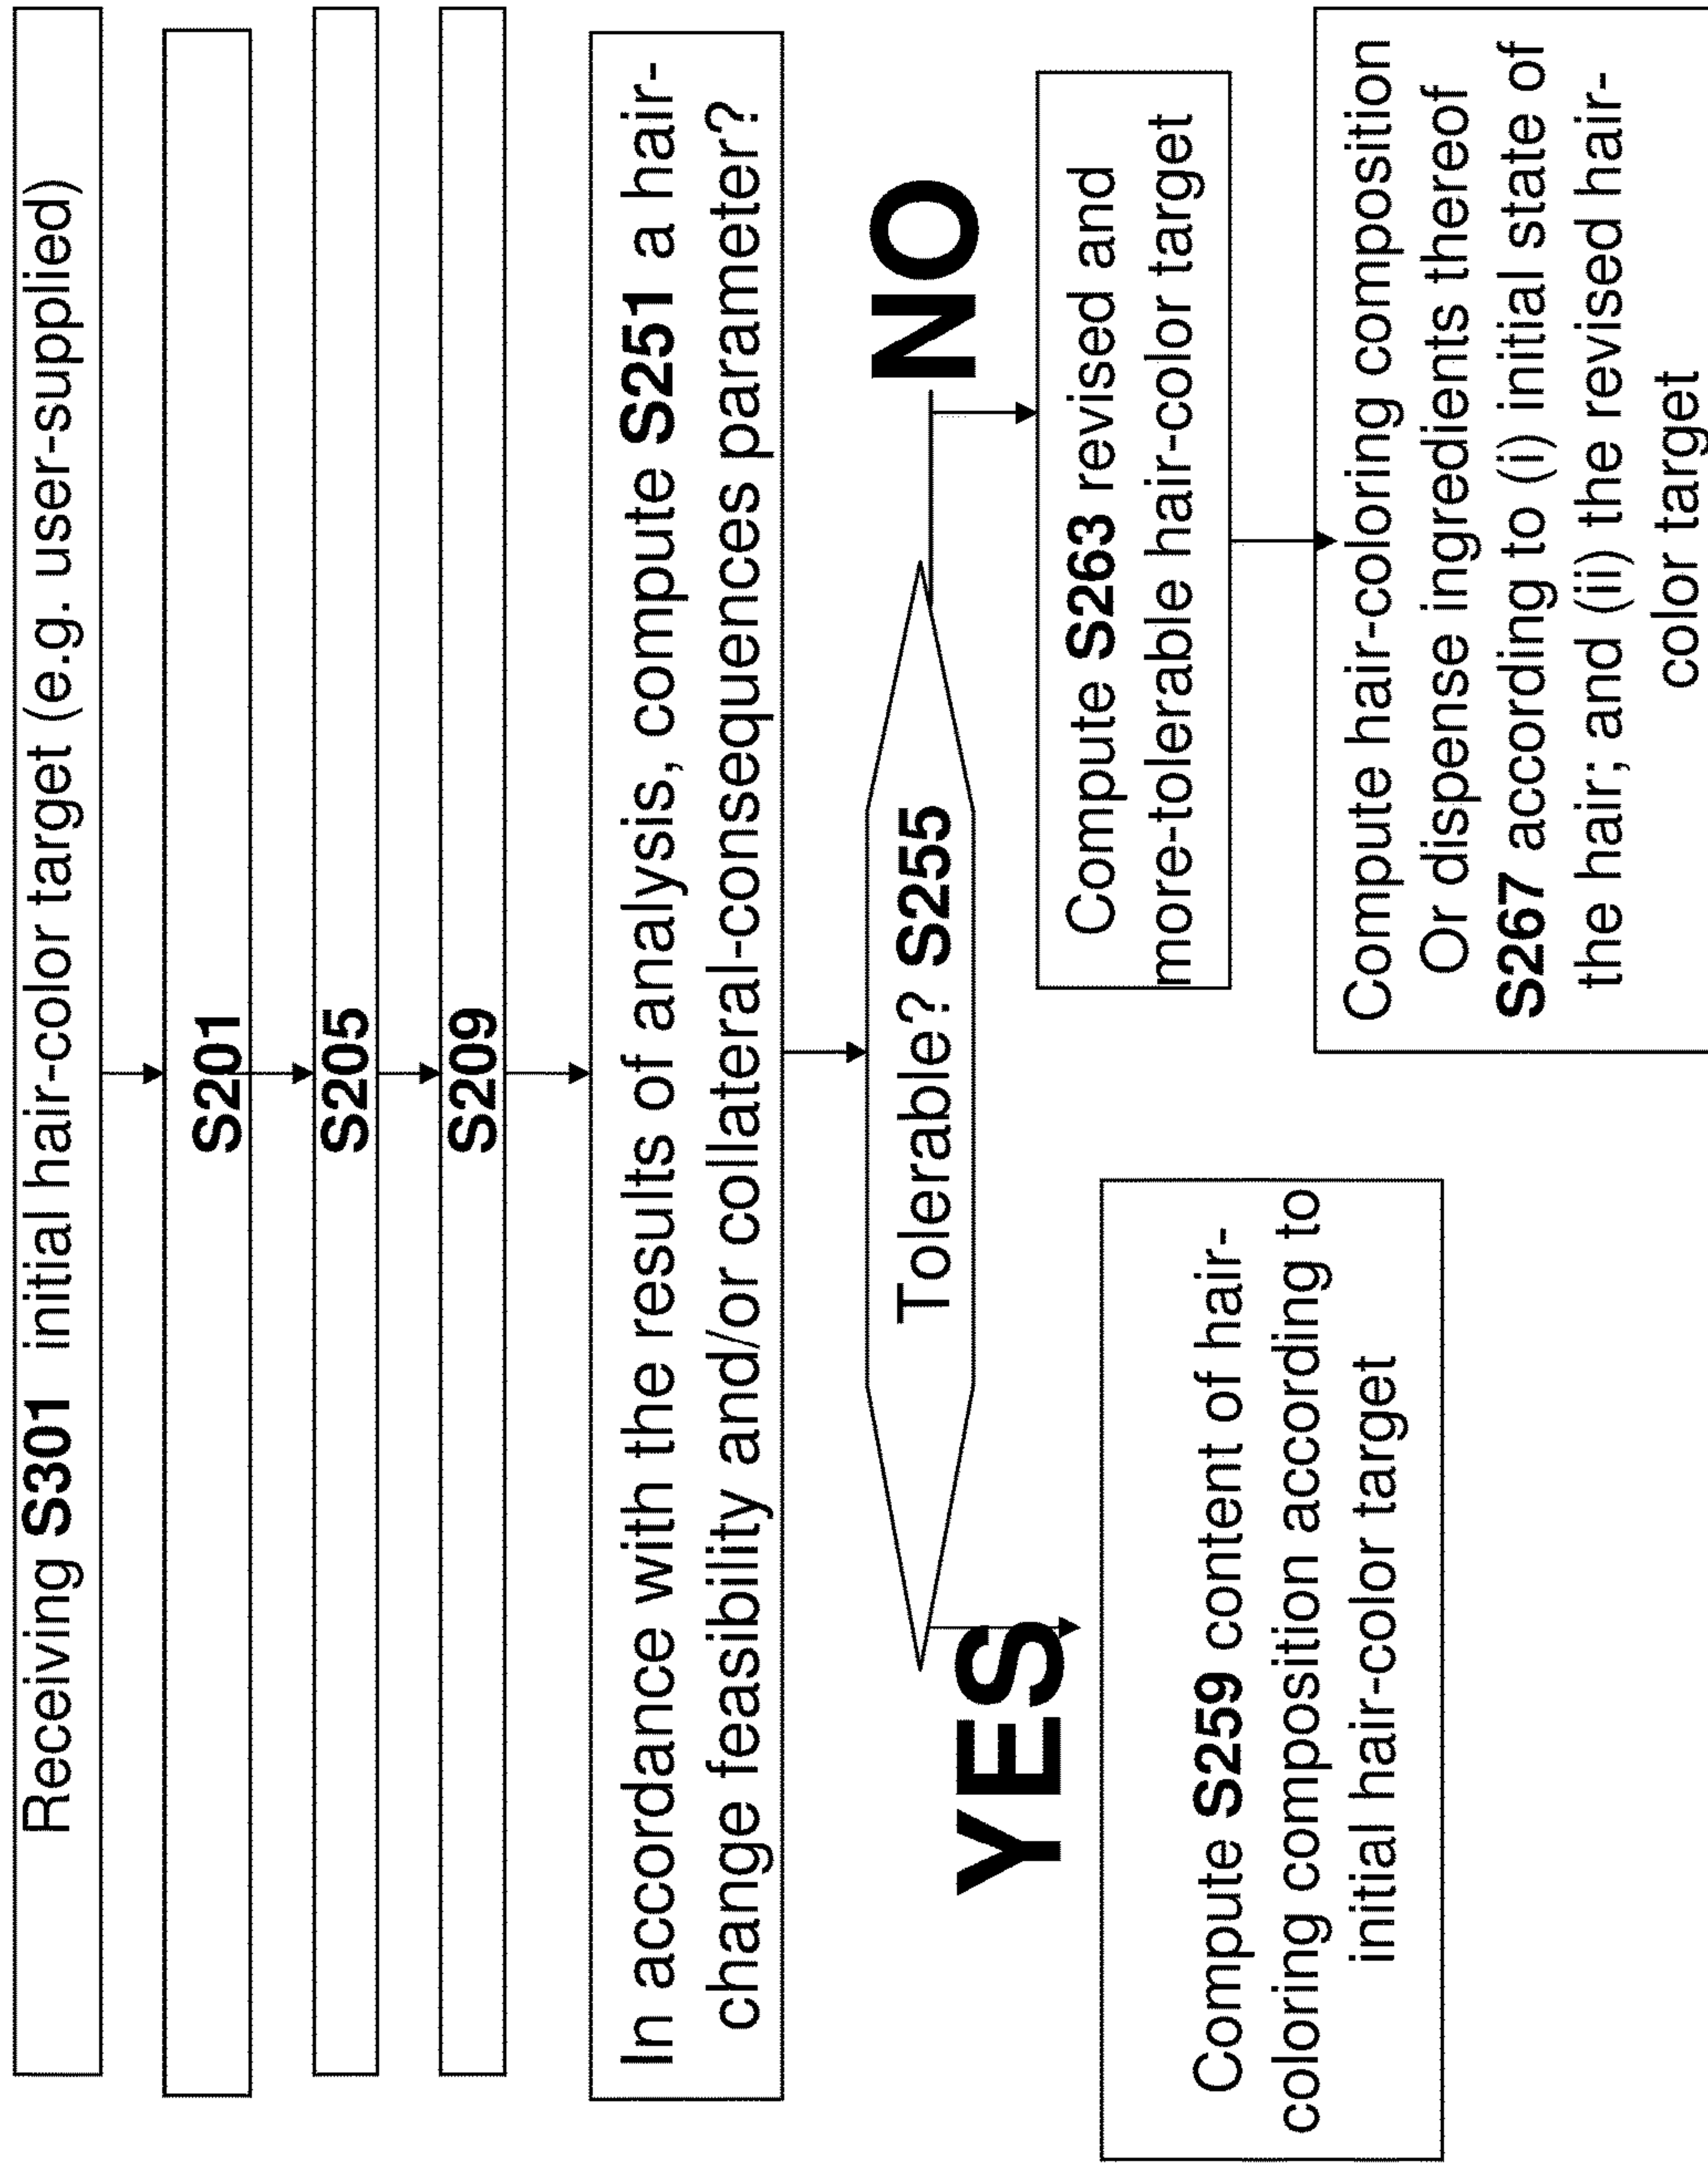 Receiving S301 initial hair-color target (e.g. user-supplied)
S201
S205
S209
In accordance with the results of analysis, compute S251 a hair-
change feasibility and/or collateral-consequences parameter?
Tolerable? S255
YES
NO
Compute S259 content of hair-
coloring composition according to
initial hair-color target
Compute S263 revised and
more-tolerable hair-color target
Compute hair-coloring composition
Or dispense ingredients thereof
S267 according to (i) initial state of
the hair; and (ii) the revised hair-
color target